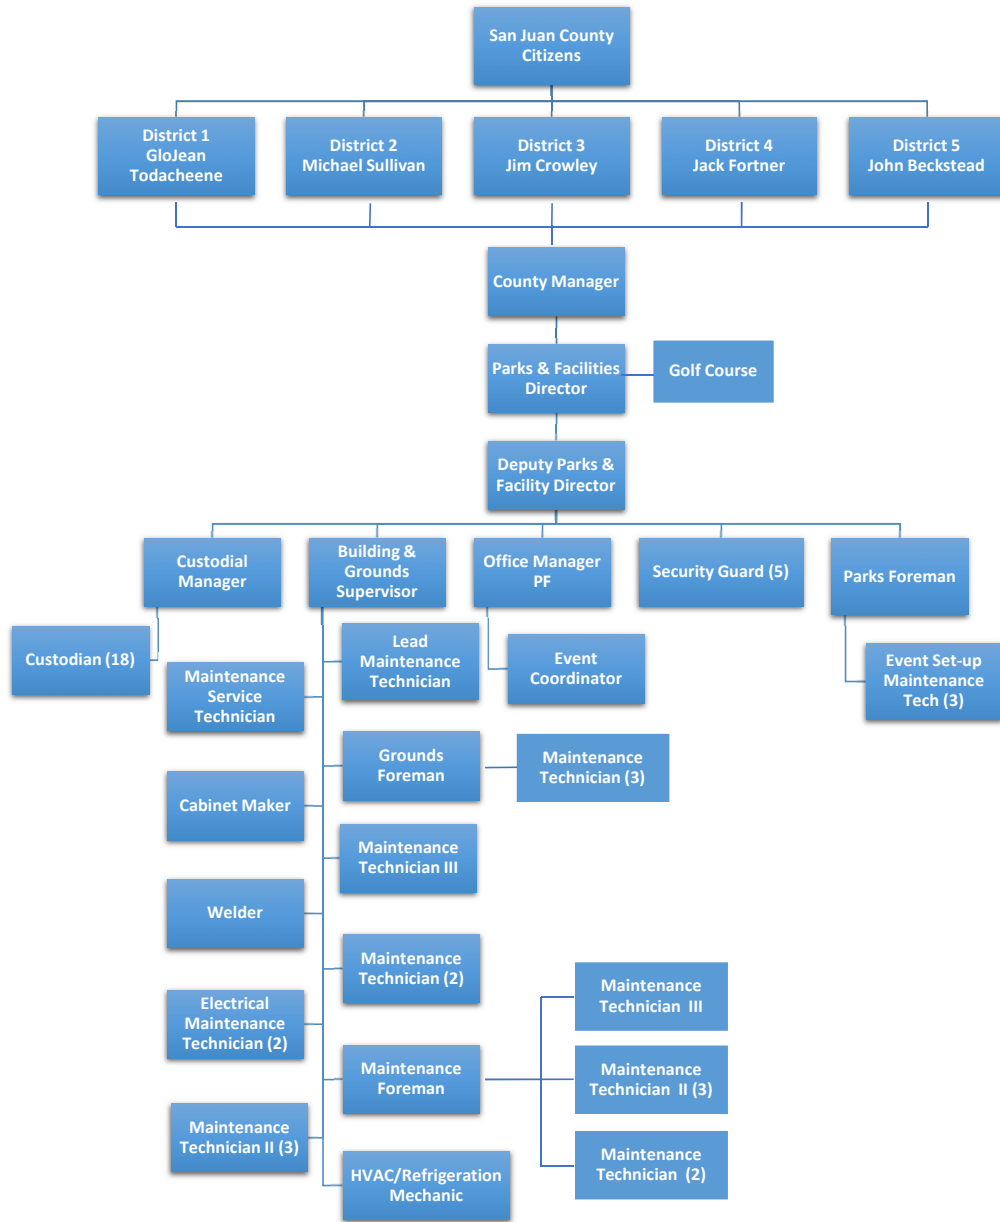 San Juan County
Citizens
District 1
GloJean
Todacheene
District 2
Michael Sullivan
District 3
Jim Crowley
District 4
Jack Fortner
District 5
John Beckstead
County Manager
Parks & Facilities
Director
Golf Course
Deputy Parks &
Facility Director
Custodial
Manager
Building &
Grounds
Supervisor
Office Manager
PF
Security Guard (5)
Parks Foreman
Custodian (18)
Lead
Maintenance
Technician
Event
Coordinator
Event Set-up
Maintenance
Tech (3)
Maintenance
Service
Technician
Grounds
Foreman
Maintenance
Technician (3)
Cabinet Maker
Maintenance
Technician III
Welder
Maintenance
Technician (2)
Maintenance
Technician III
Electrical
Maintenance
Technician (2)
Maintenance
Foreman
Maintenance
Technician II (3)
Maintenance
Technician II (3)
Maintenance
Technician (2)
HVAC/Refrigeration
Mechanic